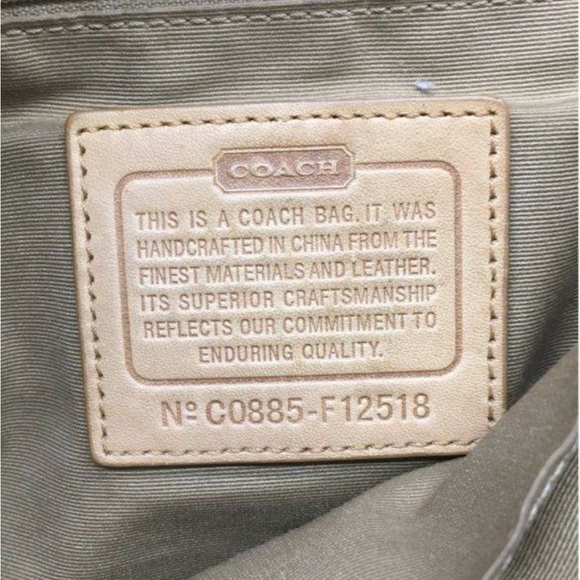 COACH
THIS IS A COACH BAG. IT WAS
HANDCRAFTED IN CHINA FROM THE
FINEST MATERIALS AND LEATHER.
ITS SUPERIOR CRAFTSMANSHIP
REFLECTS OUR COMMITMENT TO
ENDURING QUALITY.
Nº C0885-F12518